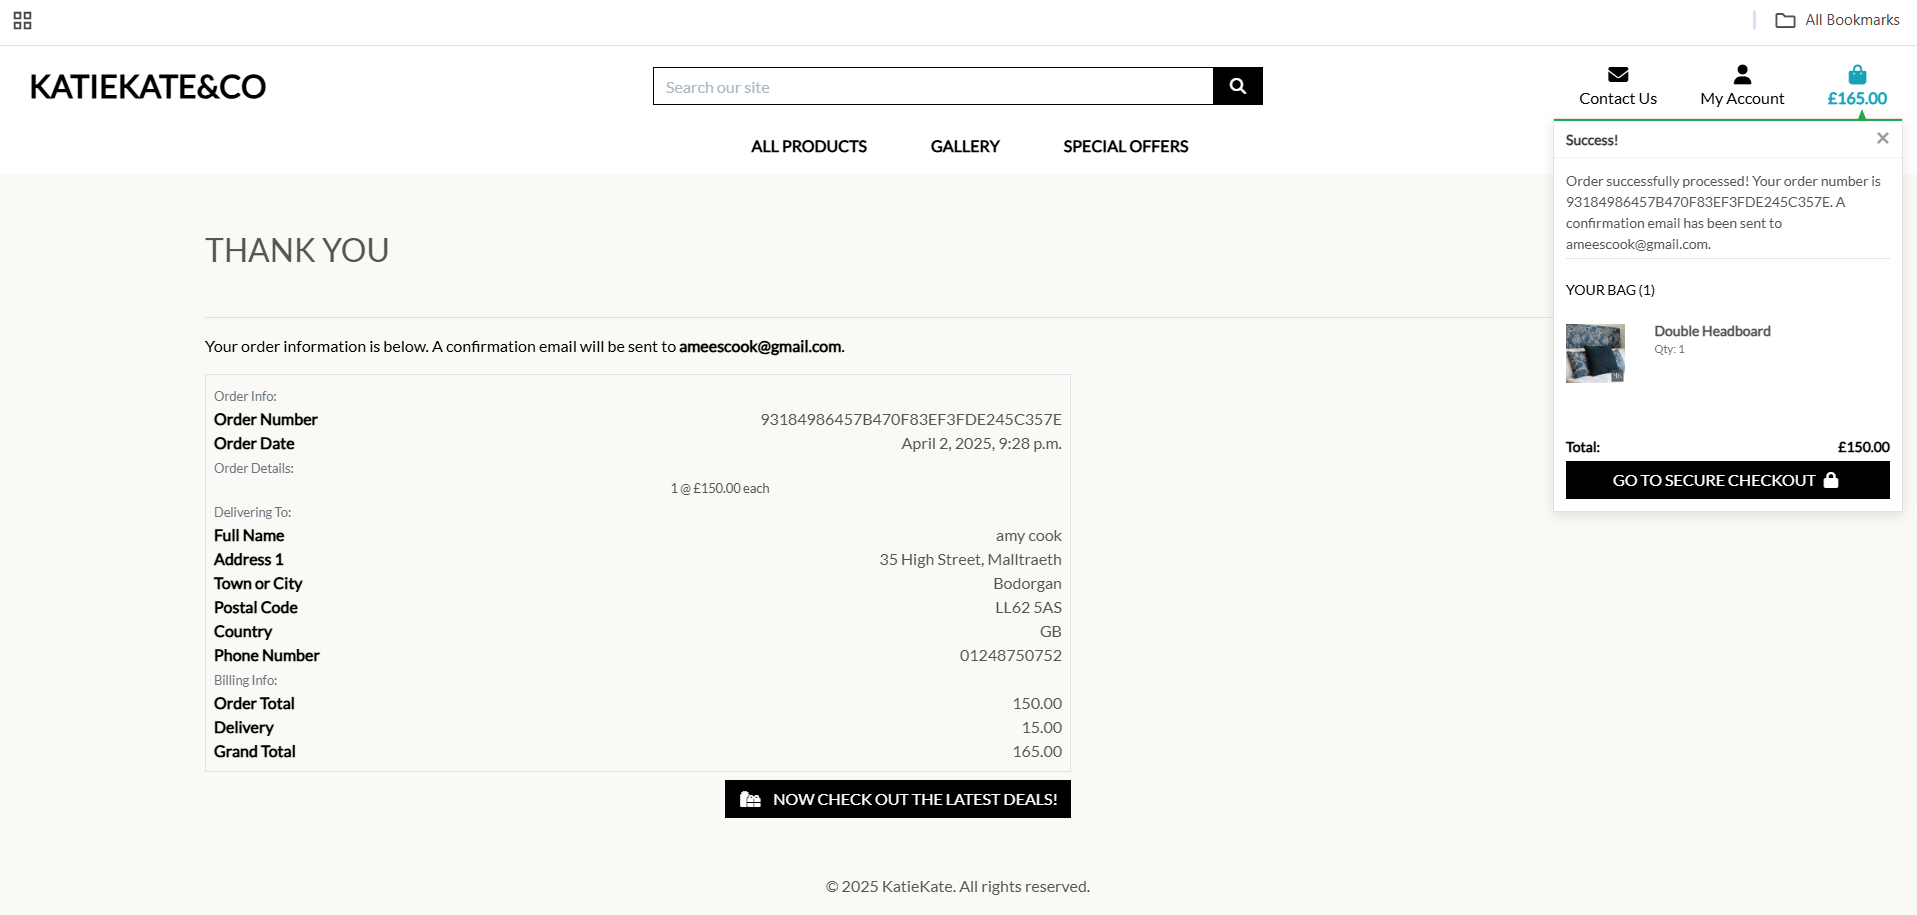 All Bookmarks
KATIEKATE&CO
Search our site
Contact Us
My Account
£165.00
ALL PRODUCTS
GALLERY
SPECIAL OFFERS
Success!
Order successfully processed! Your order number is
93184986457B470F83EF3FDE245C357E. A
confirmation email has been sent to
ameescook@gmail.com.
YOUR BAG (1)
Double Headboard
Qty: 1
Total: £150.00
GO TO SECURE CHECKOUT
THANK YOU
Your order information is below. A confirmation email will be sent to ameescook@gmail.com.
Order Info:
Order Number 93184986457B470F83EF3FDE245C357E
Order Date April 2, 2025, 9:28 p.m.
Order Details:
1 @ £150.00 each
Delivering To:
Full Name amy cook
Address 1 35 High Street, Malltraeth
Town or City Bodorgan
Postal Code LL62 5AS
Country GB
Phone Number 01248750752
Billing Info:
Order Total 150.00
Delivery 15.00
Grand Total 165.00
NOW CHECK OUT THE LATEST DEALS!
© 2025 KatieKate. All rights reserved.